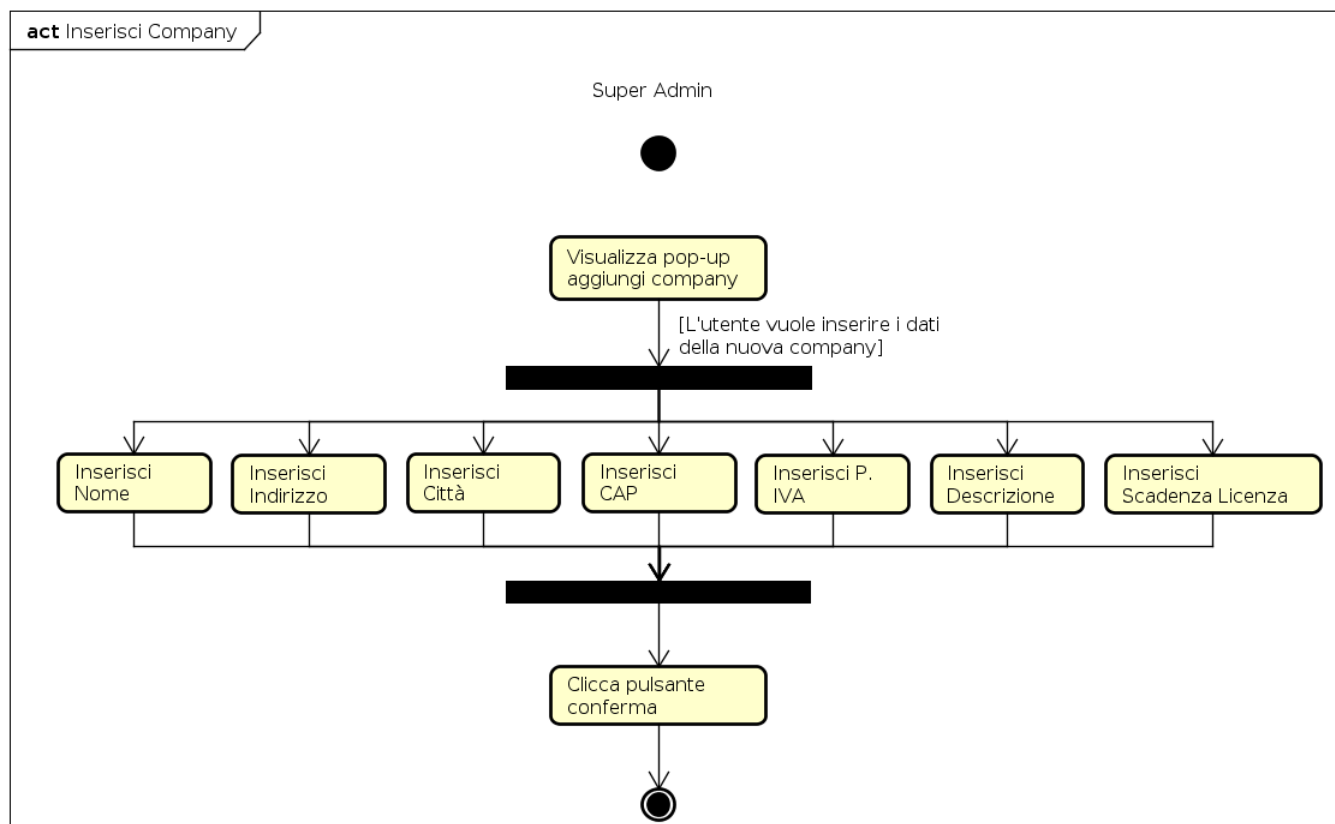 act Inserisci Company
Super Admin
Visualizza pop-up
aggiungi company
[L'utente vuole inserire i dati
della nuova company]
Inserisci
Nome
Inserisci
Indirizzo
Inserisci
Città
Inserisci
CAP
Inserisci P.
IVA
Inserisci
Descrizione
Inserisci
Scadenza Licenza
Clicca pulsante
conferma